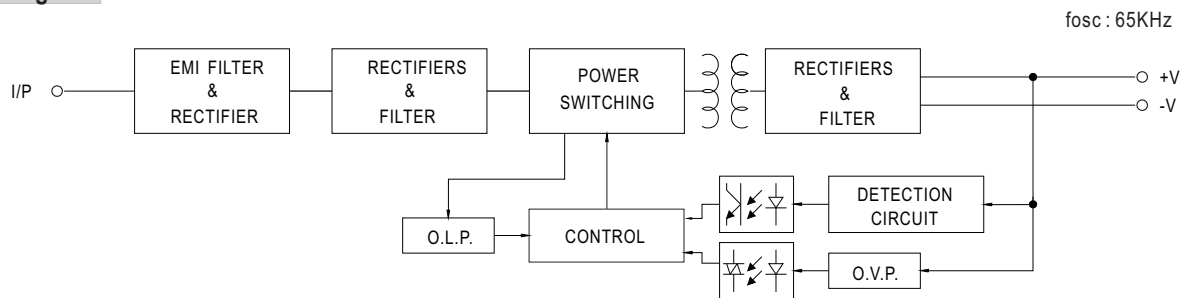 fosc : 65KHz
I/P
EMI FILTER
&
RECTIFIER
RECTIFIERS
&
FILTER
POWER
SWITCHING
RECTIFIERS
&
FILTER
+V
-V
DETECTION
CIRCUIT
O.L.P.
CONTROL
O.V.P.